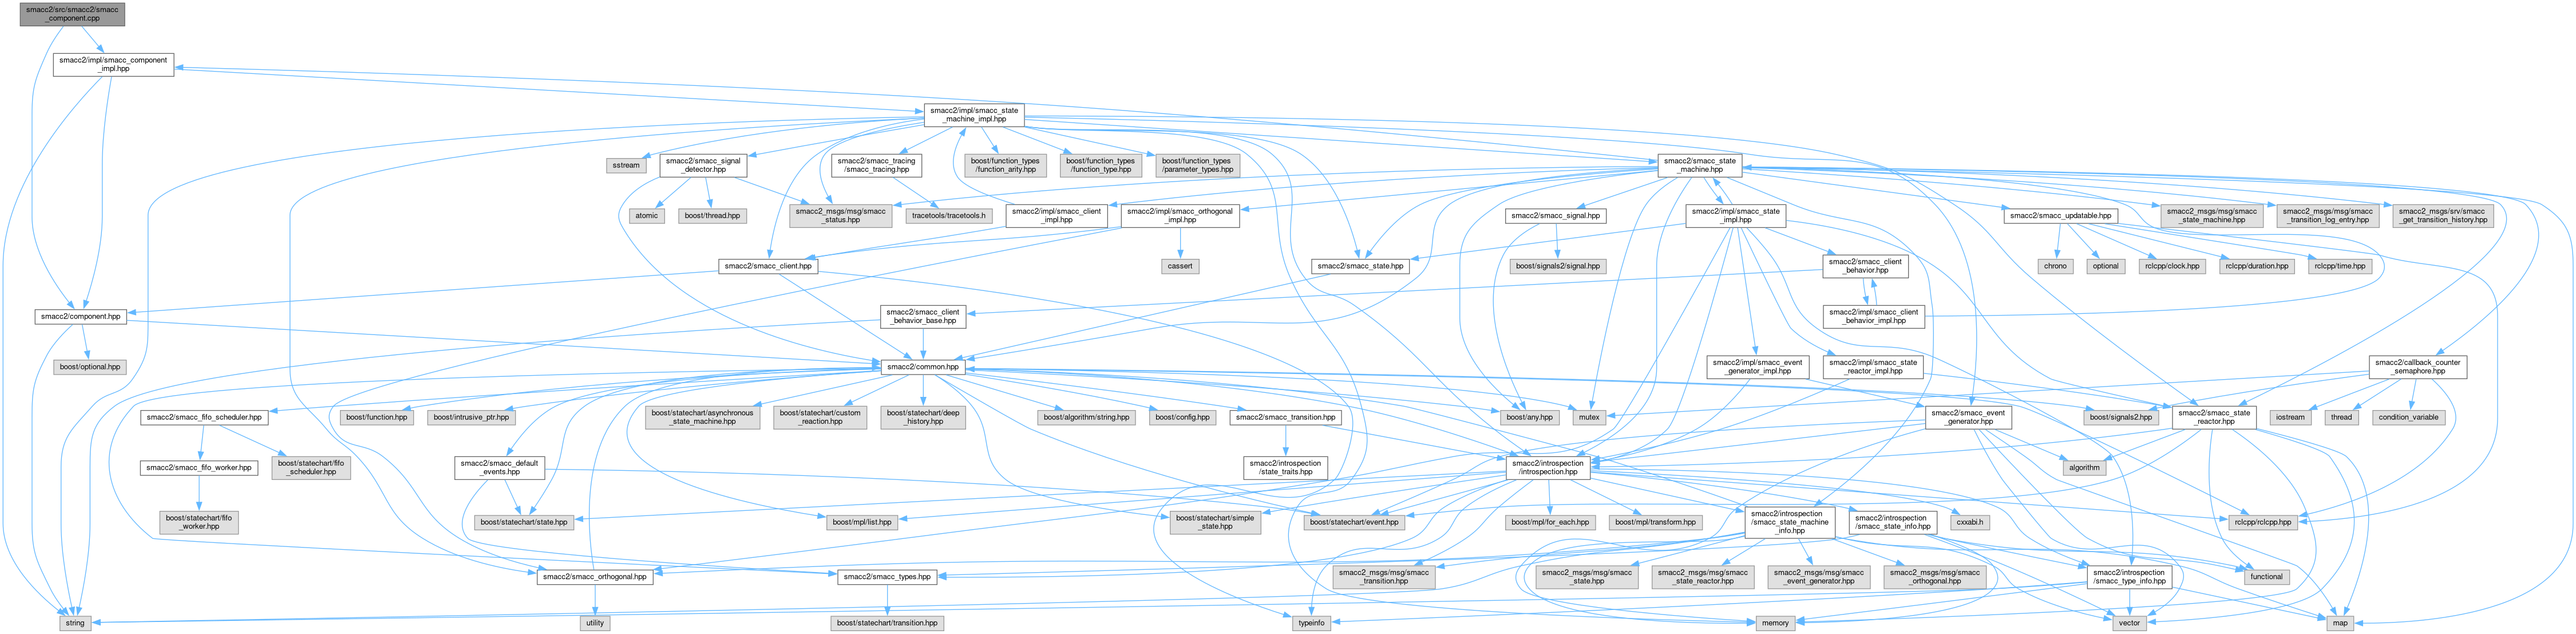 smacc2/src/smacc2/smacc
_component.cpp
smacc2/impl/smacc_component
_impl.hpp
smacc2/impl/smacc_state
_machine_impl.hpp
sstream
smacc2/smacc_signal
_detector.hpp
smacc2/smacc_tracing
/smacc_tracing.hpp
boost/function_types
/function_arity.hpp
boost/function_types
/function_type.hpp
boost/function_types
/parameter_types.hpp
smacc2/smacc_state
_machine.hpp
atomic
boost/thread.hpp
smacc2_msgs/msg/smacc
_status.hpp
tracetools/tracetools.h
smacc2/impl/smacc_client
_impl.hpp
smacc2/impl/smacc_orthogonal
_impl.hpp
smacc2/smacc_signal.hpp
smacc2/impl/smacc_state
_impl.hpp
smacc2/smacc_updatable.hpp
smacc2_msgs/msg/smacc
_state_machine.hpp
smacc2_msgs/msg/smacc
_transition_log_entry.hpp
smacc2_msgs/srv/smacc
_get_transition_history.hpp
smacc2/smacc_client.hpp
cassert
smacc2/smacc_state.hpp
boost/signals2/signal.hpp
smacc2/smacc_client
_behavior.hpp
chrono
optional
rclcpp/clock.hpp
rclcpp/duration.hpp
rclcpp/time.hpp
smacc2/component.hpp
smacc2/smacc_client
_behavior_base.hpp
smacc2/impl/smacc_client
_behavior_impl.hpp
boost/optional.hpp
smacc2/common.hpp
smacc2/impl/smacc_event
_generator_impl.hpp
smacc2/impl/smacc_state
_reactor_impl.hpp
smacc2/callback_counter
_semaphore.hpp
smacc2/smacc_fifo_scheduler.hpp
boost/function.hpp
boost/intrusive_ptr.hpp
boost/statechart/asynchronous
_state_machine.hpp
boost/statechart/custom
_reaction.hpp
boost/statechart/deep
_history.hpp
boost/algorithm/string.hpp
boost/config.hpp
smacc2/smacc_transition.hpp
boost/any.hpp
mutex
smacc2/smacc_event
_generator.hpp
boost/signals2.hpp
smacc2/smacc_state
_reactor.hpp
iostream
thread
condition_variable
smacc2/smacc_fifo_worker.hpp
boost/statechart/fifo
_scheduler.hpp
smacc2/smacc_default
_events.hpp
smacc2/introspection
/state_traits.hpp
smacc2/introspection
/introspection.hpp
algorithm
boost/statechart/fifo
_worker.hpp
boost/statechart/state.hpp
boost/mpl/list.hpp
boost/statechart/simple
_state.hpp
boost/statechart/event.hpp
boost/mpl/for_each.hpp
boost/mpl/transform.hpp
smacc2/introspection
/smacc_state_machine
_info.hpp
smacc2/introspection
/smacc_state_info.hpp
cxxabi.h
rclcpp/rclcpp.hpp
smacc2/smacc_orthogonal.hpp
smacc2/smacc_types.hpp
smacc2_msgs/msg/smacc
_transition.hpp
smacc2_msgs/msg/smacc
_state.hpp
smacc2_msgs/msg/smacc
_state_reactor.hpp
smacc2_msgs/msg/smacc
_event_generator.hpp
smacc2_msgs/msg/smacc
_orthogonal.hpp
smacc2/introspection
/smacc_type_info.hpp
functional
string
utility
boost/statechart/transition.hpp
typeinfo
memory
vector
map